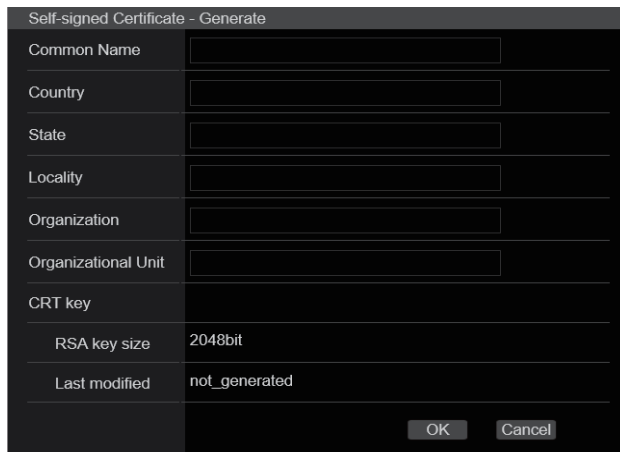 Self-signed Certificate - Generate
Common Name
Country
State
Locality
Organization
Organizational Unit
CRT key
RSA key size 2048bit
Last modified not_generated
OK Cancel